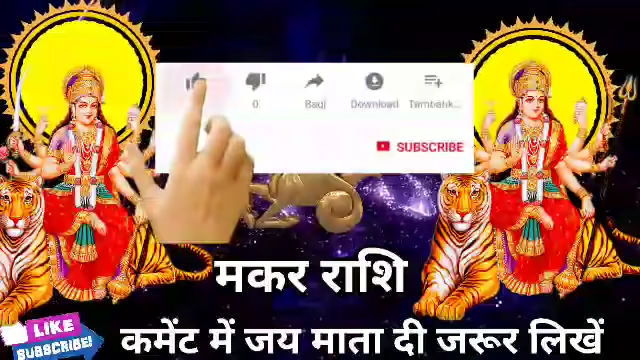 0 Bagi Download Tambahk...
SUBSCRIBE
मकर राशि
LIKE
SUBSCRIBE!
कमेंट में जय माता दी जरूर लिखें